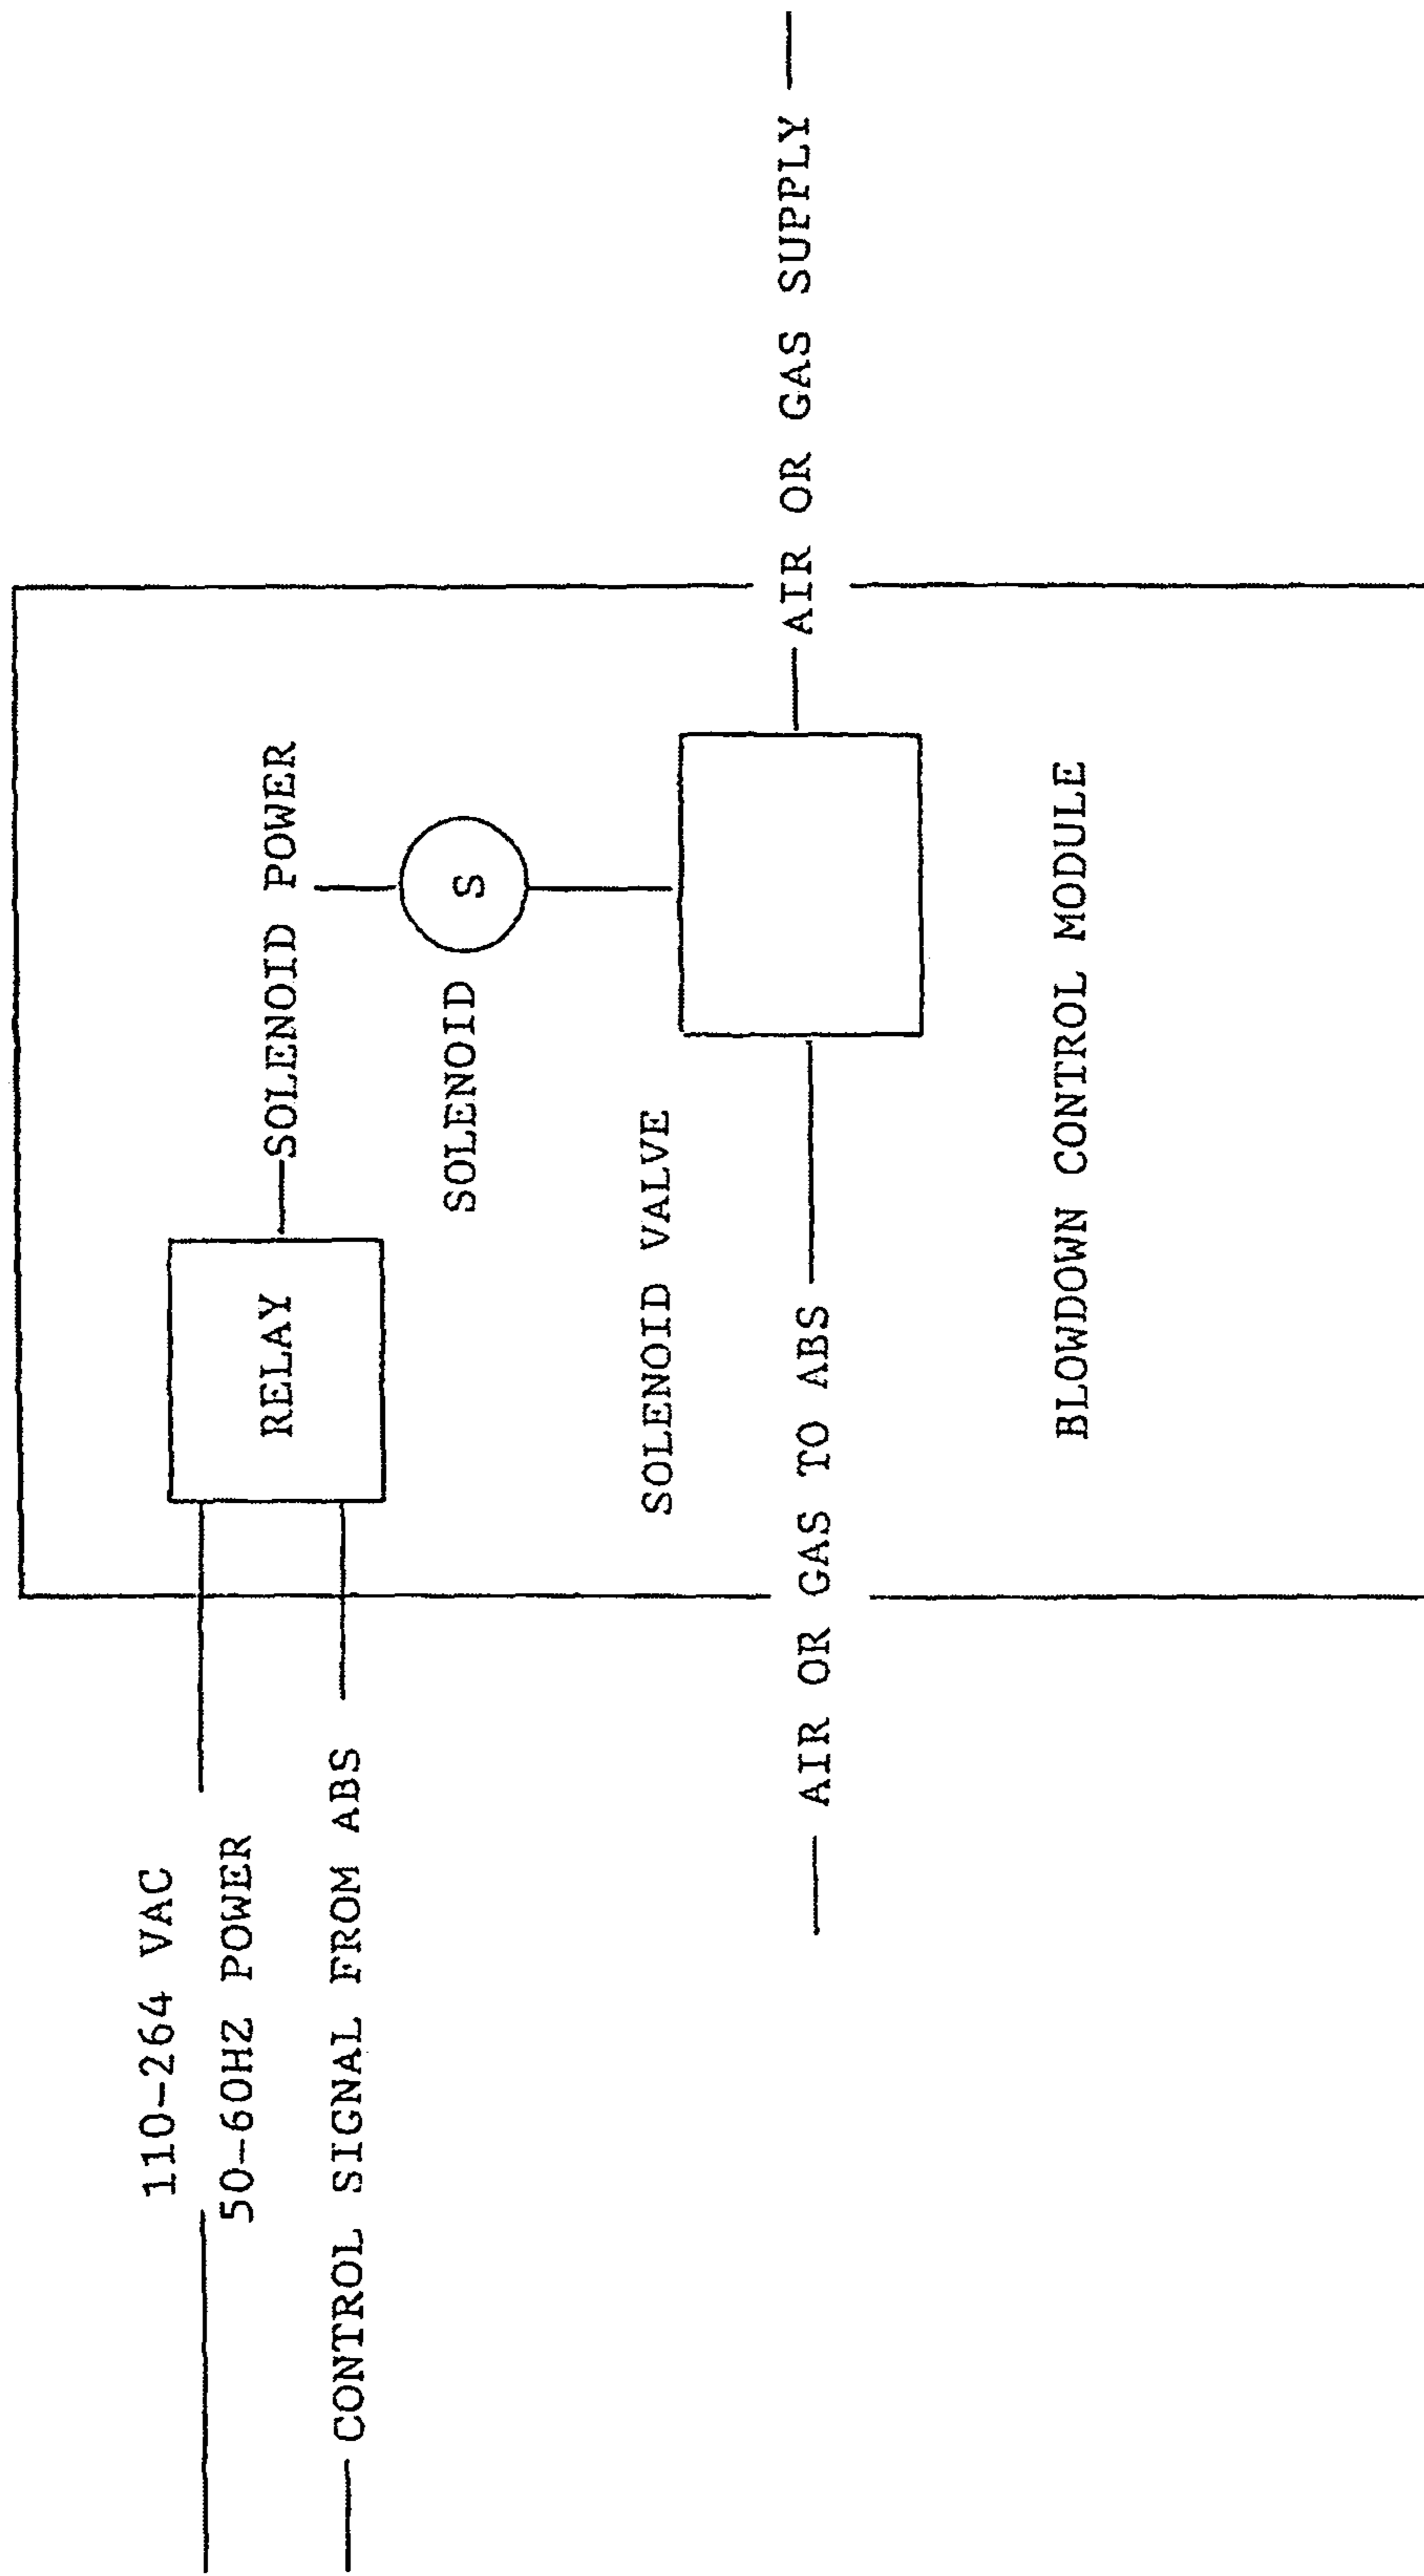 110-264 VAC
50-60HZ POWER
CONTROL SIGNAL FROM ABS
RELAY
SOLENOID POWER
SOLENOID
S
SOLENOID VALVE
AIR OR GAS TO ABS
AIR OR GAS SUPPLY
BLOWDOWN CONTROL MODULE